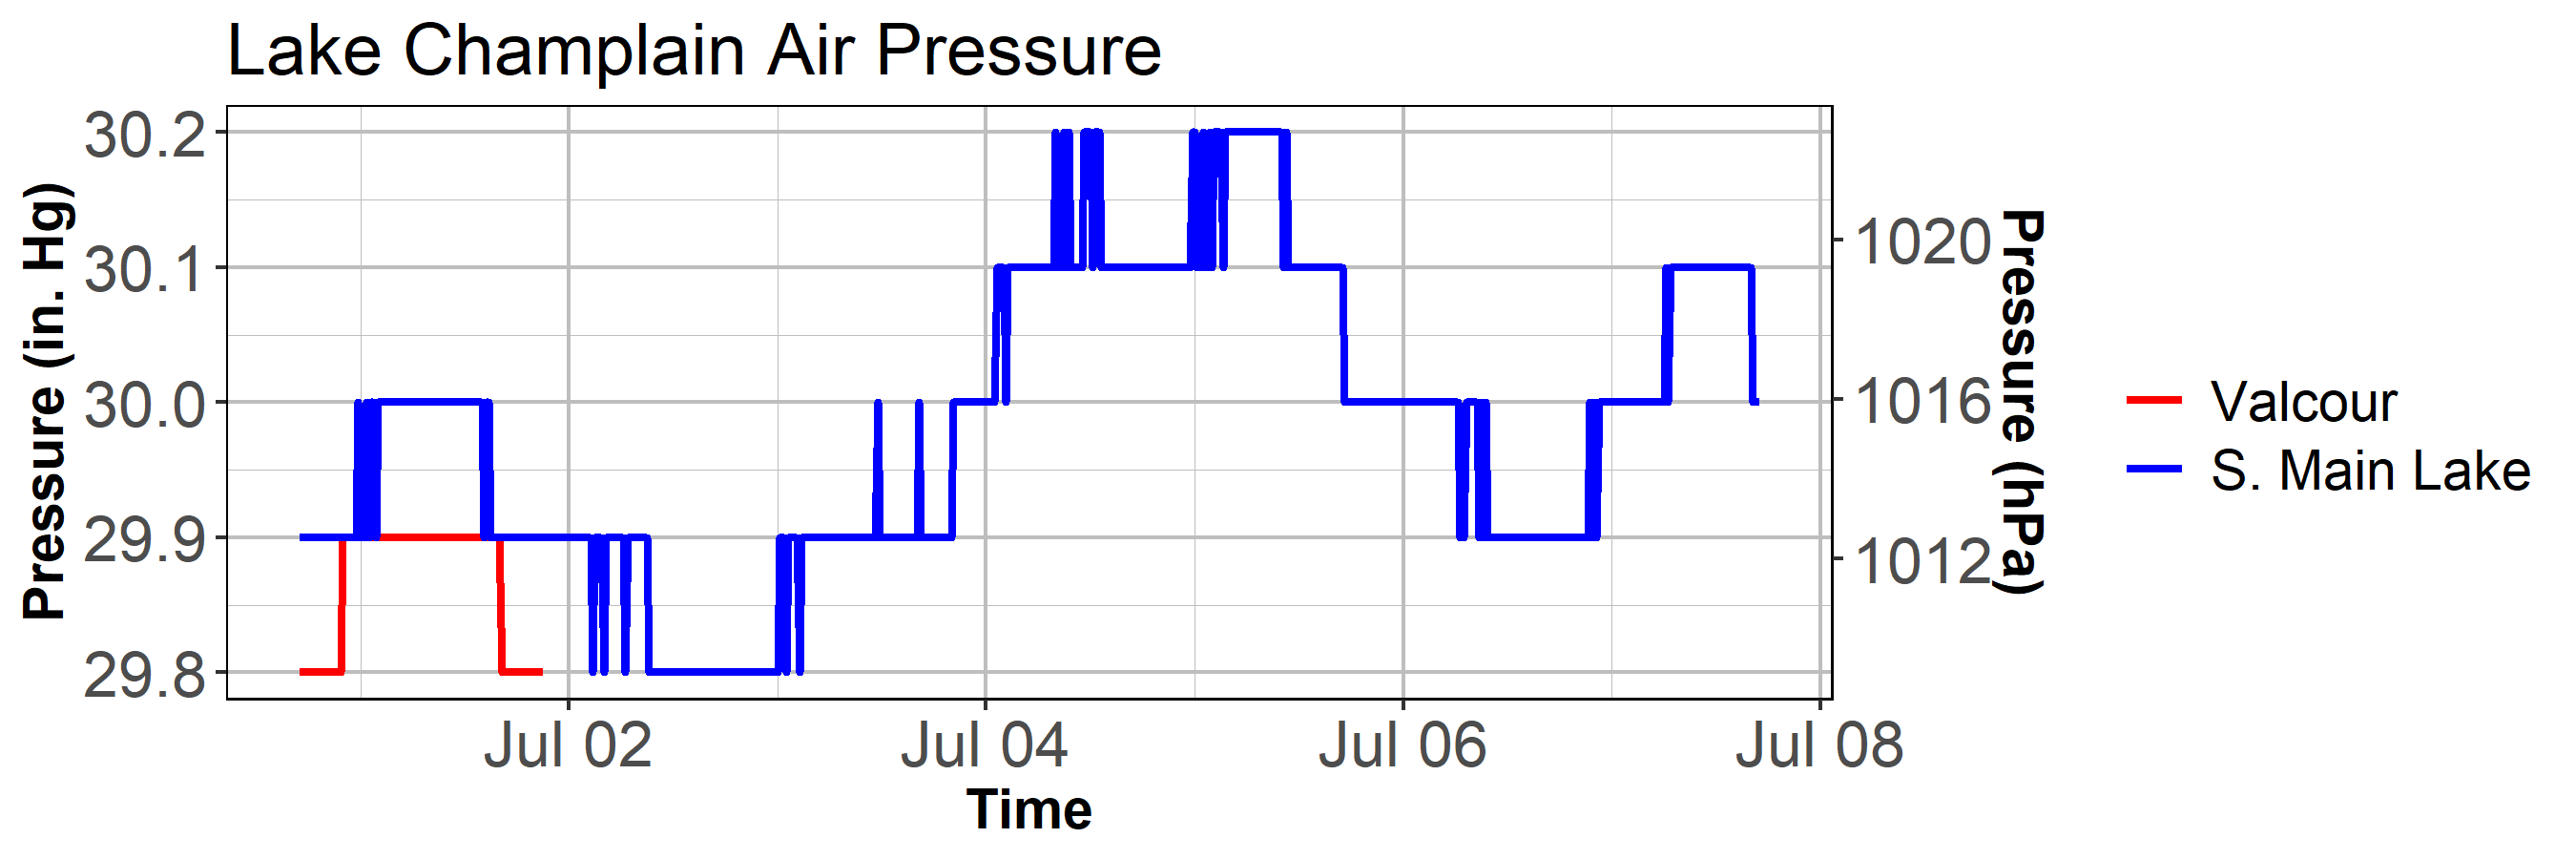 Lake Champlain Air Pressure
Pressure (in. Hg)
30.2
30.1
30.0
29.9
29.8
1020
1016
1012
Pressure (hPa)
Valcour
S. Main Lake
Jul 02
Jul 04
Jul 06
Jul 08
Time